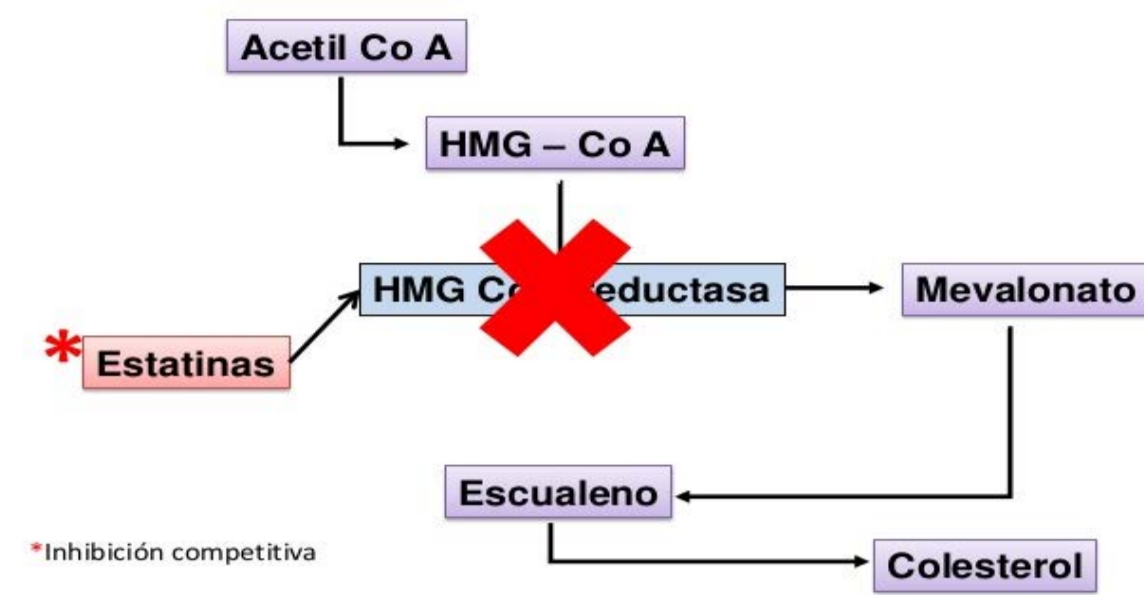 Acetil Co A
HMG – Co A
HMG Co eductasa
Mevalonato
*Estatinas
Escualeno
*Inhibición competitiva
Colesterol